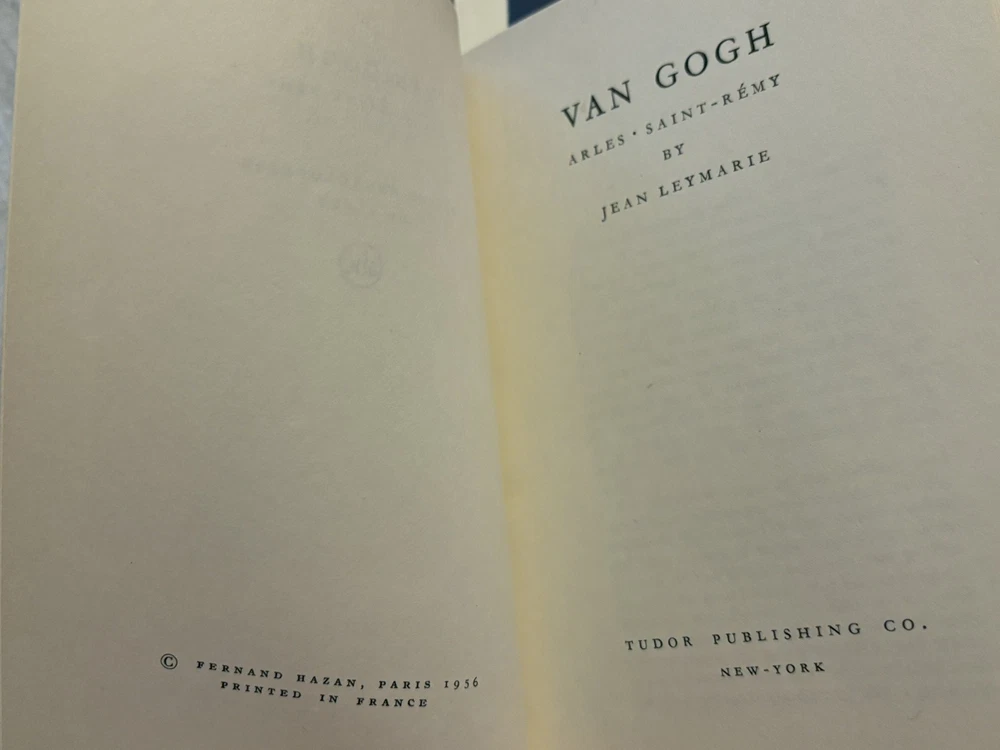 © FERNAND HAZAN, PARIS 1956
PRINTED IN FRANCE
VAN GOGH
ARLES · SAINT-RÉMY
BY
JEAN LEYMARIE
TUDOR PUBLISHING CO.
NEW-YORK